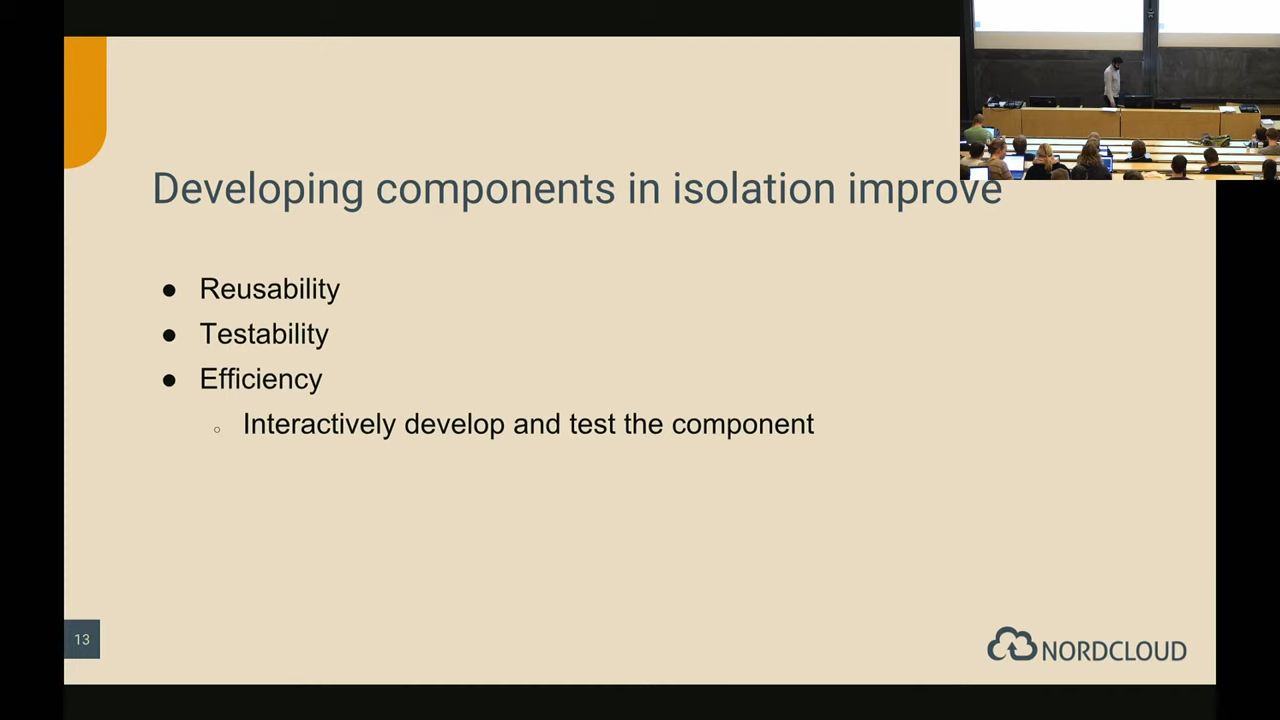 Developing components in isolation improve
● Reusability
● Testability
● Efficiency
○ Interactively develop and test the component
13
NORDCLOUD